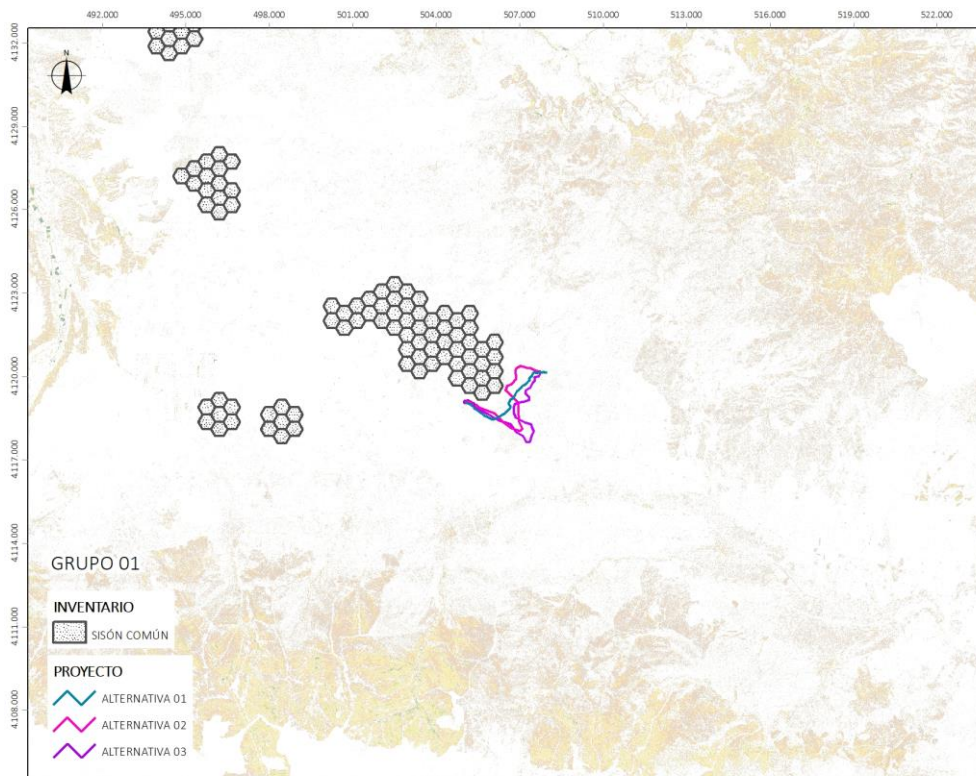 492.000 495.000 498.000 501.000 504.000 507.000 510.000 513.000 516.000 519.000 522.000
4.132.000
N
4.129.000
4.126.000
4.123.000
4.120.000
4.117.000
4.114.000
GRUPO 01
INVENTARIO
4.111.000
SISÓN COMÚN
PROYECTO
ALTERNATIVA 01
4.108.000
ALTERNATIVA 02
ALTERNATIVA 03